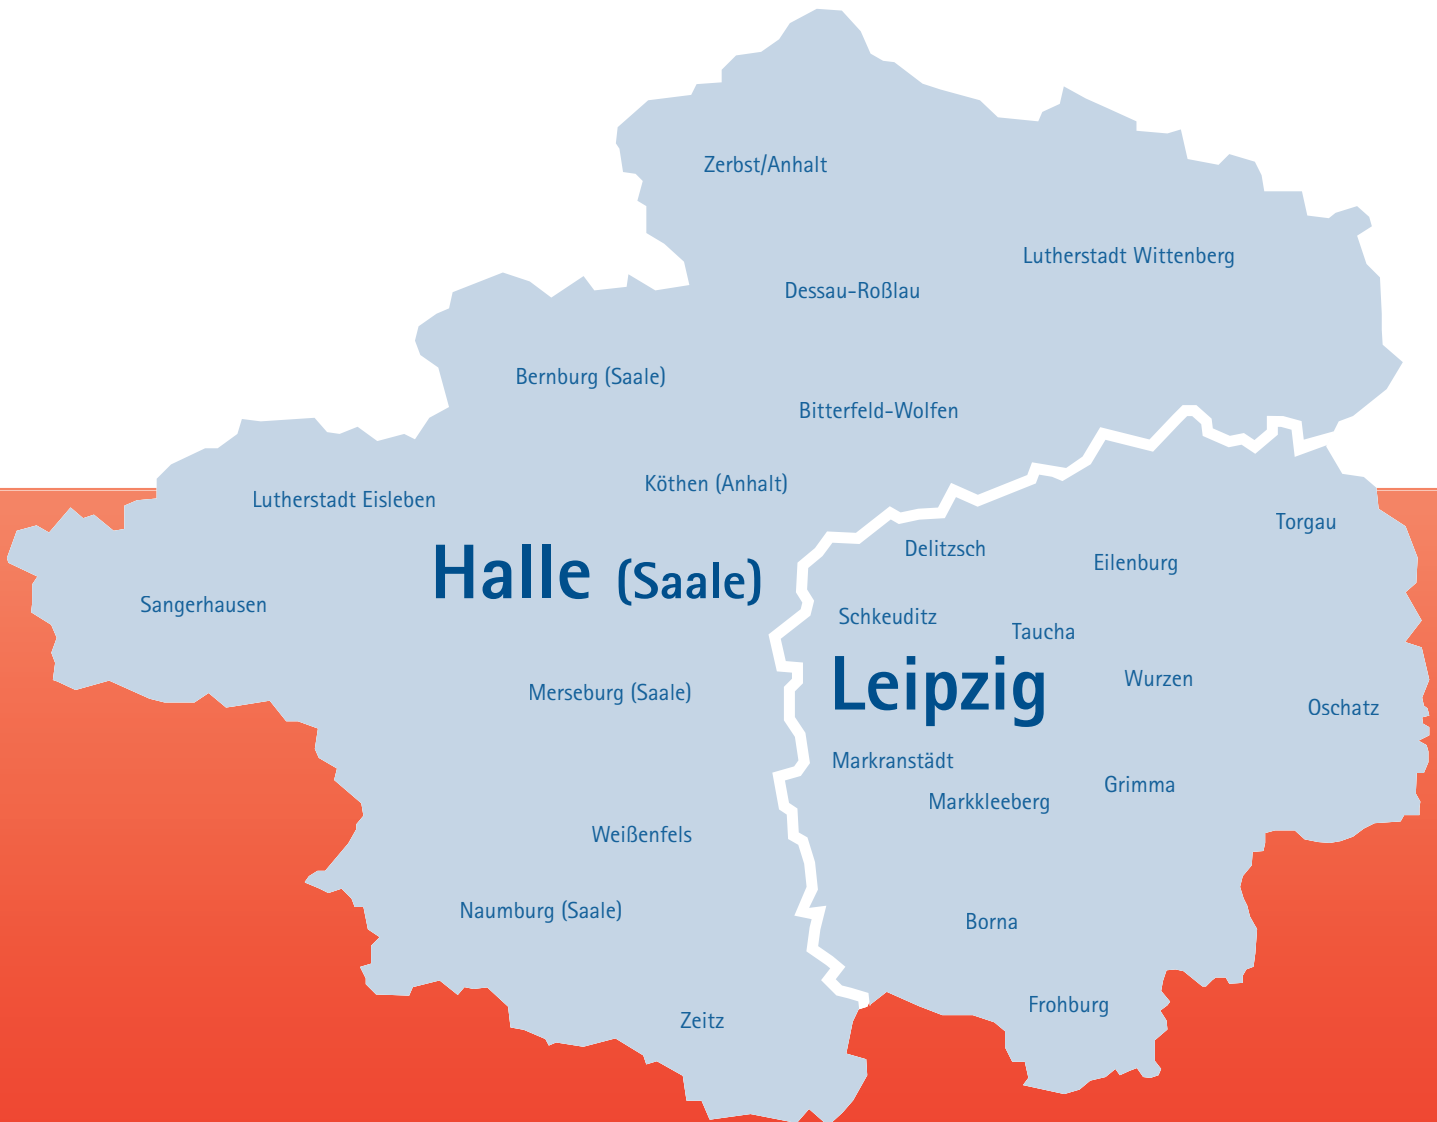 Zerbst/Anhalt
Lutherstadt Wittenberg
Dessau-Roßlau
Bernburg (Saale)
Bitterfeld-Wolfen
Köthen (Anhalt)
Lutherstadt Eisleben
Torgau
Delitzsch
Eilenburg
Halle (Saale)
Sangerhausen
Schkeuditz
Taucha
Leipzig
Wurzen
Merseburg (Saale)
Oschatz
Markranstädt
Grimma
Markkleeberg
Weißenfels
Naumburg (Saale)
Borna
Frohburg
Zeitz